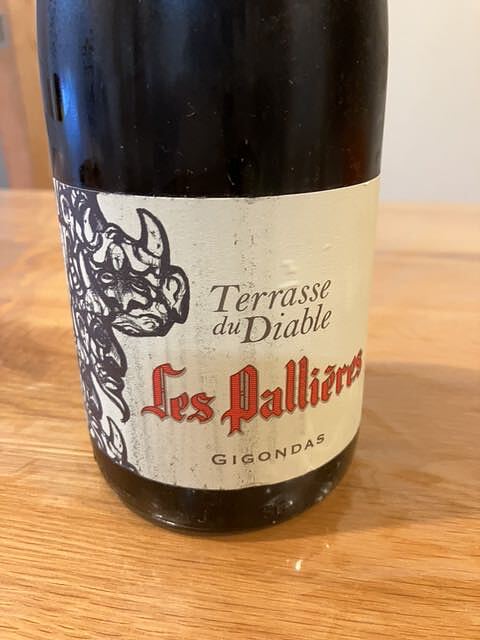 Terrasse
du Diable
Les Pallières
GIGONDAS